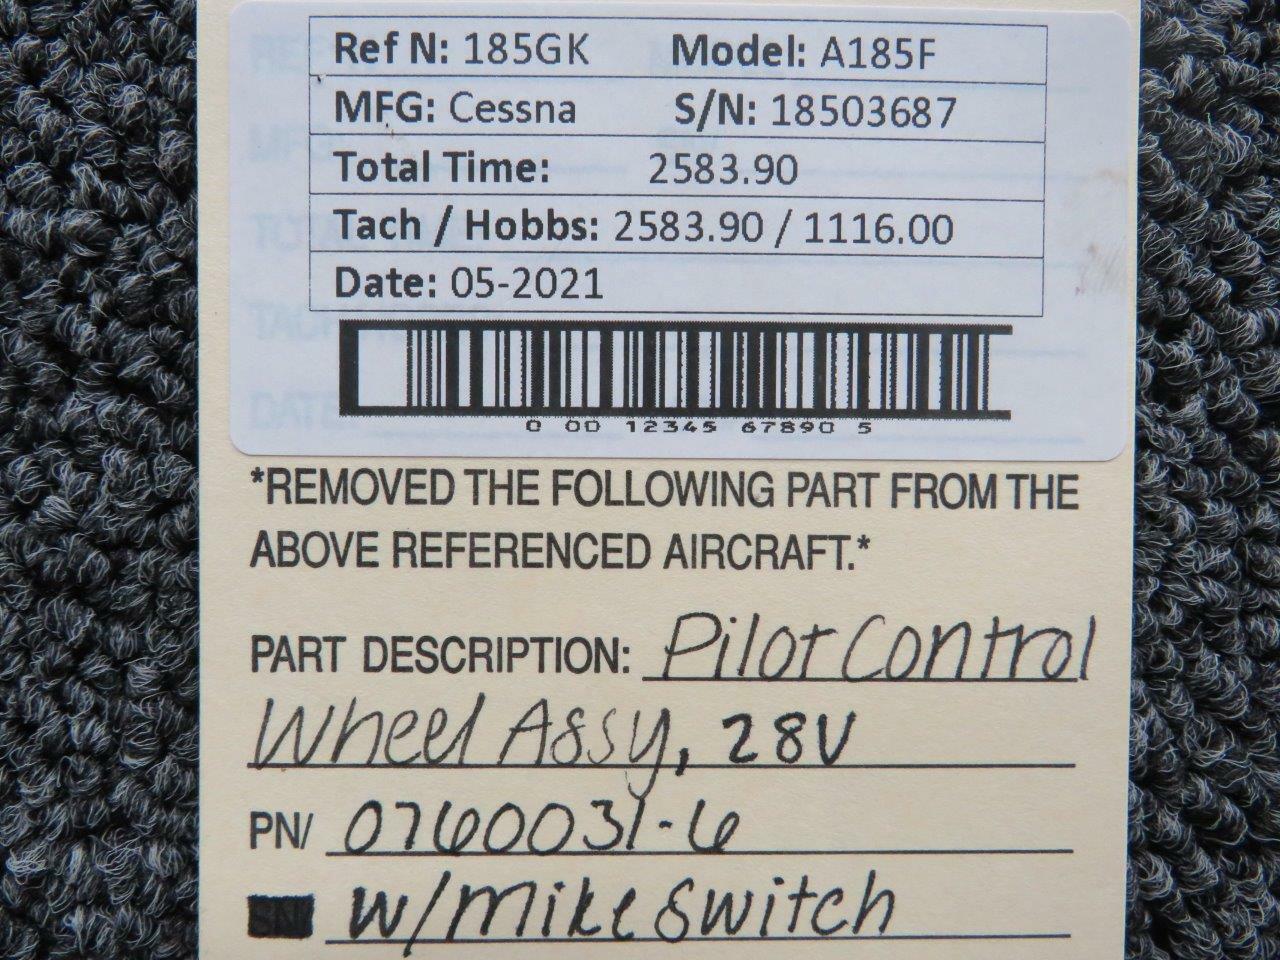 Ref N: 185GK Model: A185F
MFG: Cessna S/N: 18503687
Total Time: 2583.90
Tach / Hobbs: 2583.90 / 1116.00
Date: 05-2021
0 00 12345 67890 5
*REMOVED THE FOLLOWING PART FROM THE
ABOVE REFERENCED AIRCRAFT.*
PART DESCRIPTION: Pilot Control
Wheel Assy, 28V
PN/ 0760031-6
SN/ w/mike switch